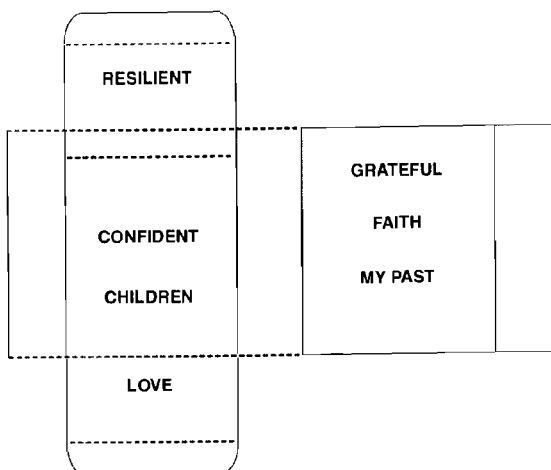 RESILIENT
CONFIDENT
CHILDREN
LOVE
GRATEFUL
FAITH
MY PAST